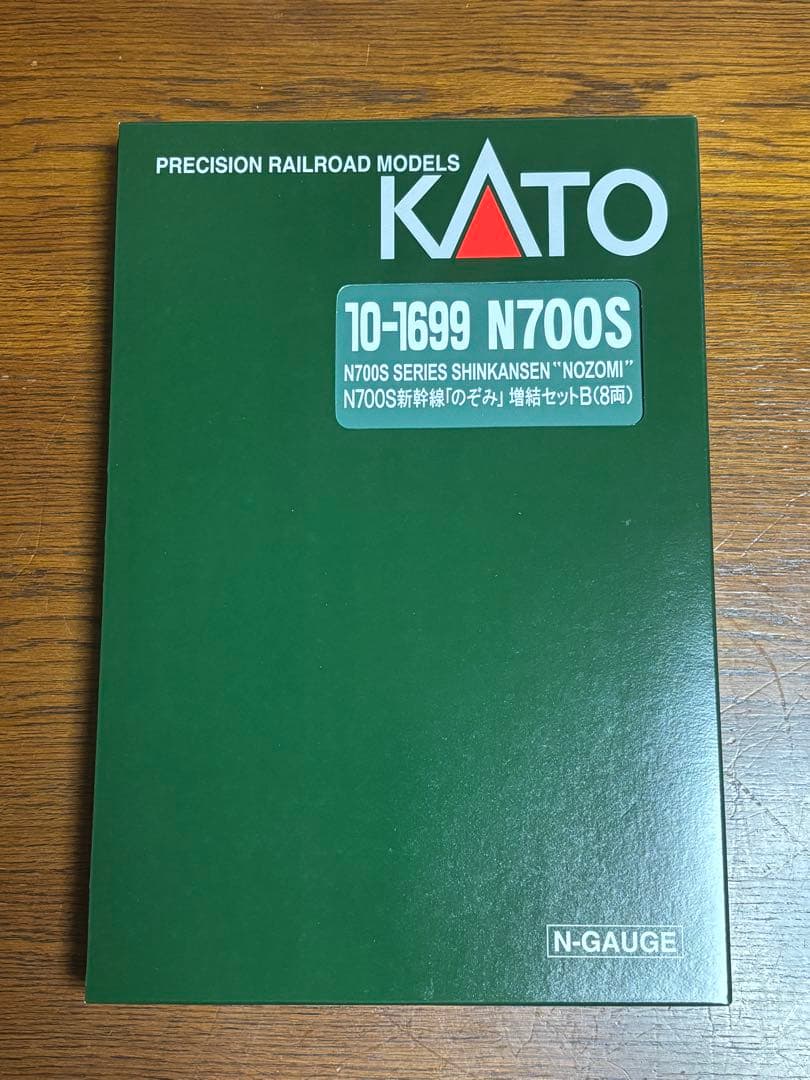 PRECISION RAILROAD MODELS
KATO
10-1699 N700S
N700S SERIES SHINKANSEN "NOZOMI"
N700S新幹線「のぞみ」増結セットB(8両)
N-GAUGE